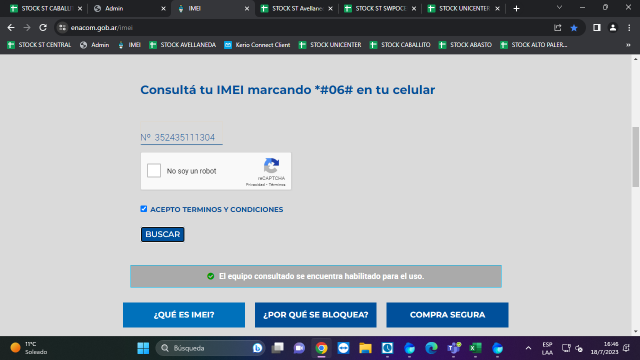 STOCK ST CABALLIT
Admin
IMEI
STOCK ST Avellane
STOCK ST SWPOCK
STOCK UNICENTER
enacom.gob.ar/imei
STOCK ST CENTRAL
Admin
IMEI
STOCK AVELLANEDA
Kerio Connect Client
STOCK UNICENTER
STOCK CABALLITO
STOCK ABASTO
STOCK ALTO PALER...
Consultá tu IMEI marcando *#06# en tu celular
Nº 352435111304
No soy un robot
reCAPTCHA
Privacidad - Términos
ACEPTO TERMINOS Y CONDICIONES
BUSCAR
El equipo consultado se encuentra habilitado para el uso.
¿QUÉ ES IMEI?
¿POR QUÉ SE BLOQUEA?
COMPRA SEGURA
11°C
Soleado
Búsqueda
ESP
LAA
16:46
18/7/2023